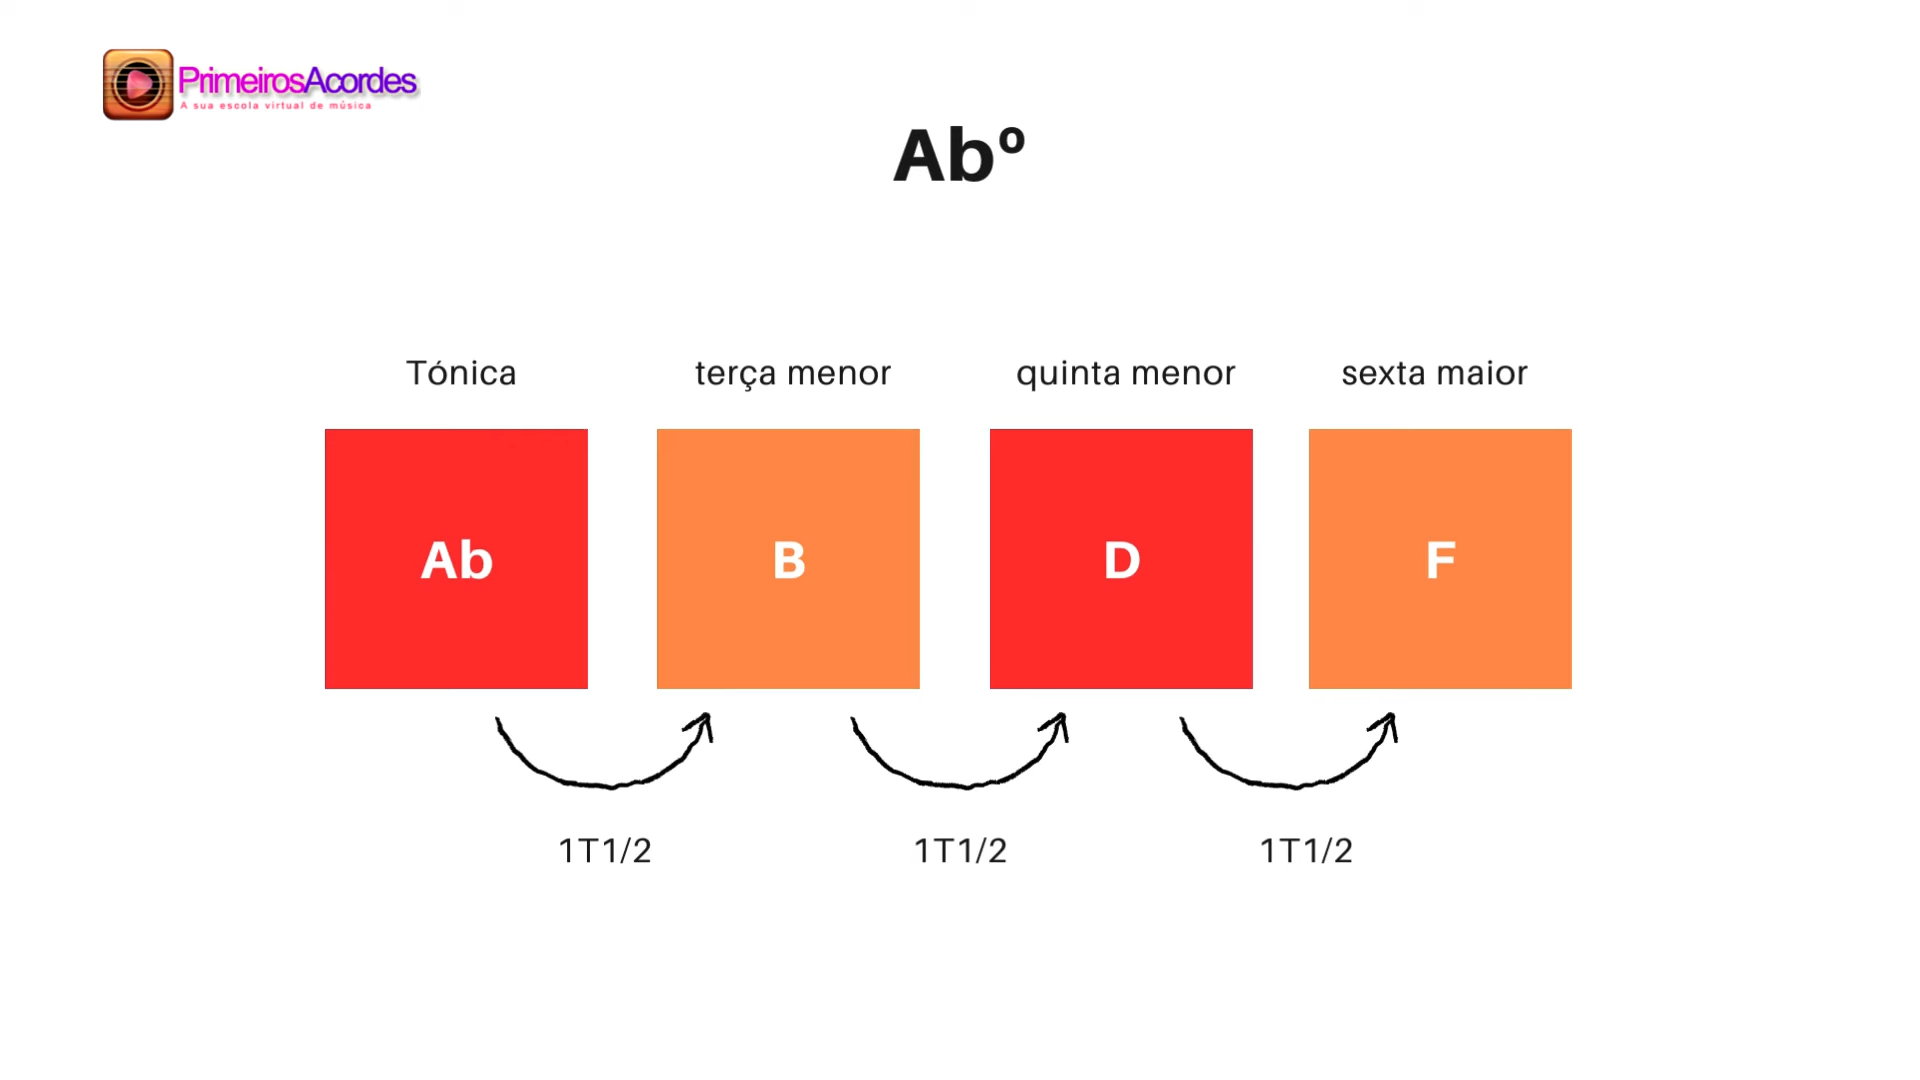 PrimeirosAcordes
A sua escola virtual de música
Abº
Tónica terça menor quinta menor sexta maior
Ab B D F
1T1/2 1T1/2 1T1/2